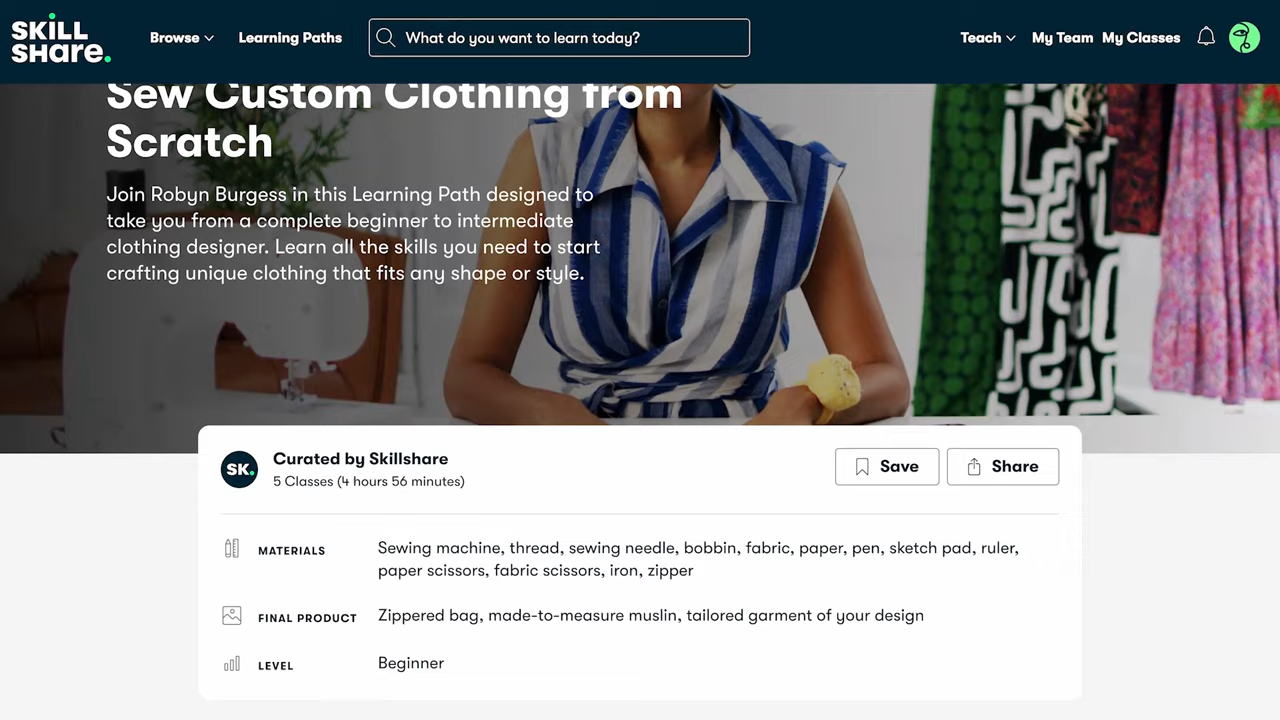 SKILL
SHARE.
Browse
Learning Paths
What do you want to learn today?
Teach
My Team
My Classes
Sew Custom Clothing from
Scratch
Join Robyn Burgess in this Learning Path designed to
take you from a complete beginner to intermediate
clothing designer. Learn all the skills you need to start
crafting unique clothing that fits any shape or style.
SK.
Curated by Skillshare
5 Classes (4 hours 56 minutes)
Save
Share
MATERIALS
Sewing machine, thread, sewing needle, bobbin, fabric, paper, pen, sketch pad, ruler,
paper scissors, fabric scissors, iron, zipper
FINAL PRODUCT
Zippered bag, made-to-measure muslin, tailored garment of your design
LEVEL
Beginner